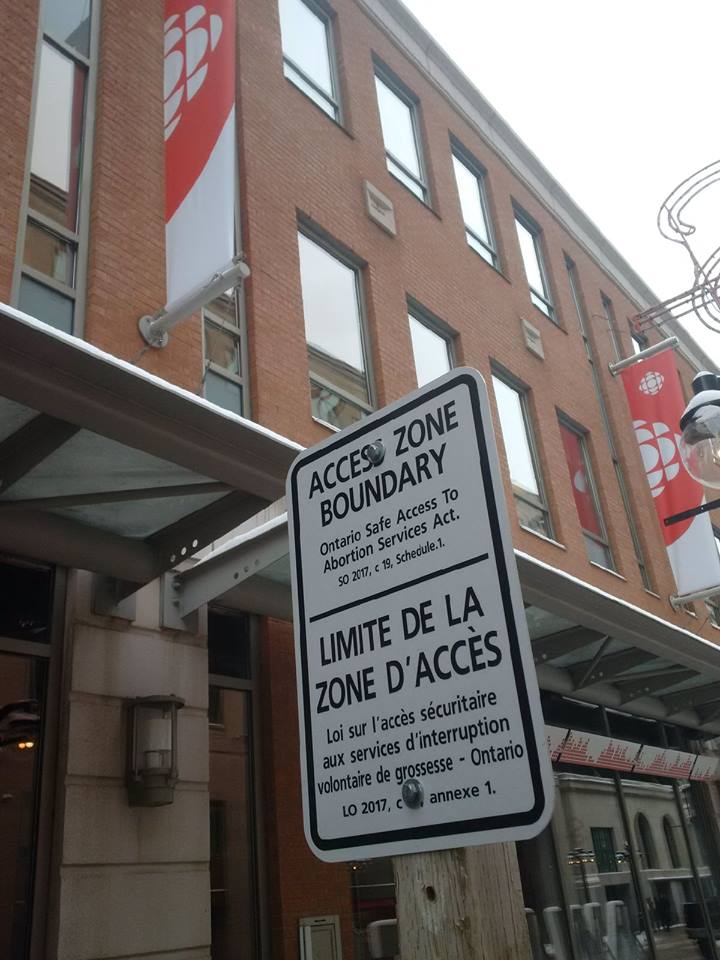 ACCESS ZONE
BOUNDARY
Ontario Safe Access To
Abortion Services Act.
SO 2017, c 19, Schedule.1.
LIMITE DE LA
ZONE D'ACCÈS
Loi sur l'accès sécuritaire
aux services d'interruption
volontaire de grossesse - Ontario
LO 2017, c annexe 1.